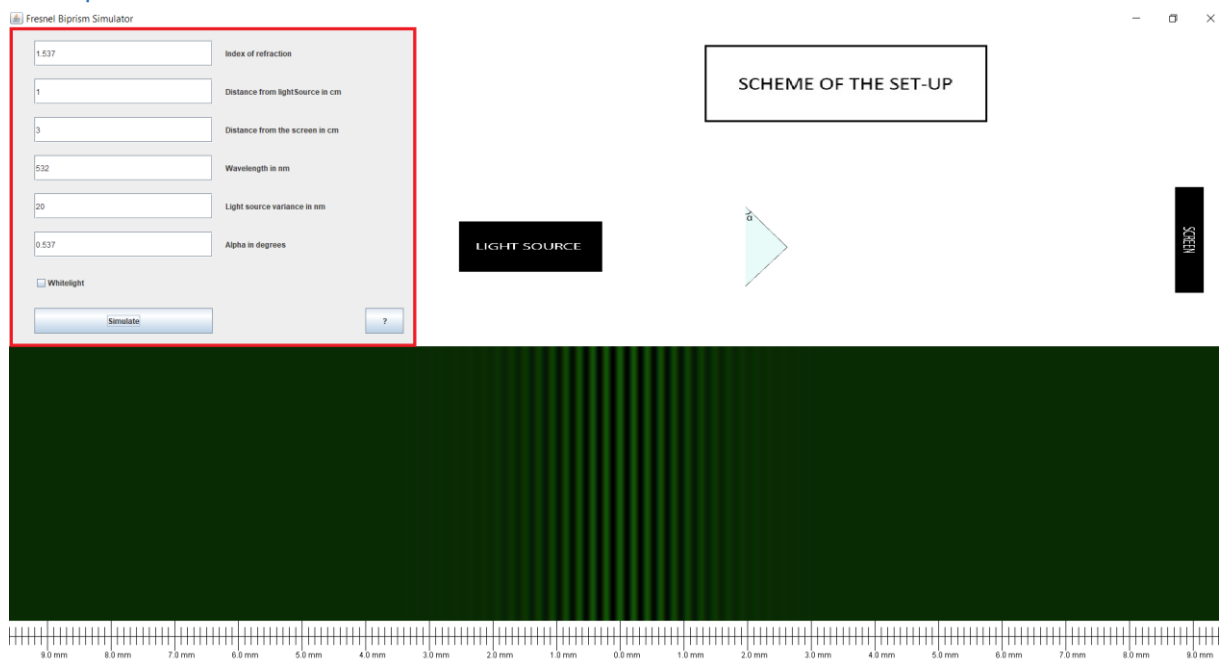 Fresnel Biprism Simulator
1.537 Index of refraction
1 Distance from lightSource in cm
3 Distance from the screen in cm
532 Wavelength in nm
20 Light source variance in nm
0.537 Alpha in degrees
Whitelight
Simulate ?
SCHEME OF THE SET-UP
LIGHT SOURCE
α
SCREEN
9.0 mm 8.0 mm 7.0 mm 6.0 mm 5.0 mm 4.0 mm 3.0 mm 2.0 mm 1.0 mm 0.0 mm 1.0 mm 2.0 mm 3.0 mm 4.0 mm 5.0 mm 6.0 mm 7.0 mm 8.0 mm 9.0 mm